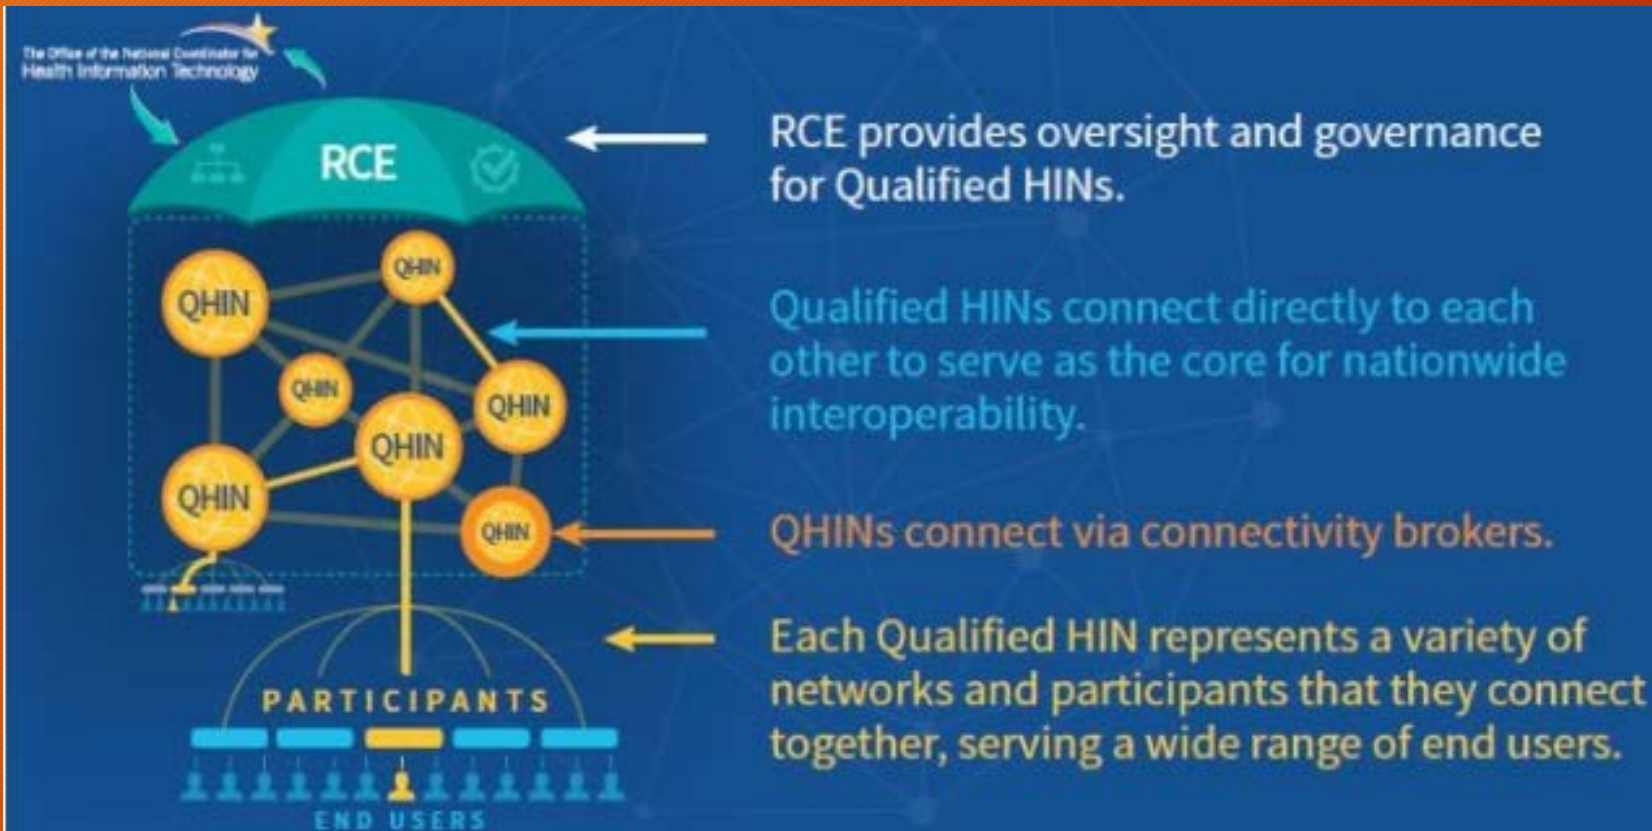 The Office of the National Coordinator for
Health Information Technology
RCE
RCE provides oversight and governance
for Qualified HINs.
QHIN
QHIN
Qualified HINs connect directly to each
other to serve as the core for nationwide
interoperability.
QHIN
QHIN
QHIN
QHIN
QHIN
QHINs connect via connectivity brokers.
Each Qualified HIN represents a variety of
networks and participants that they connect
together, serving a wide range of end users.
PARTICIPANTS
END USERS